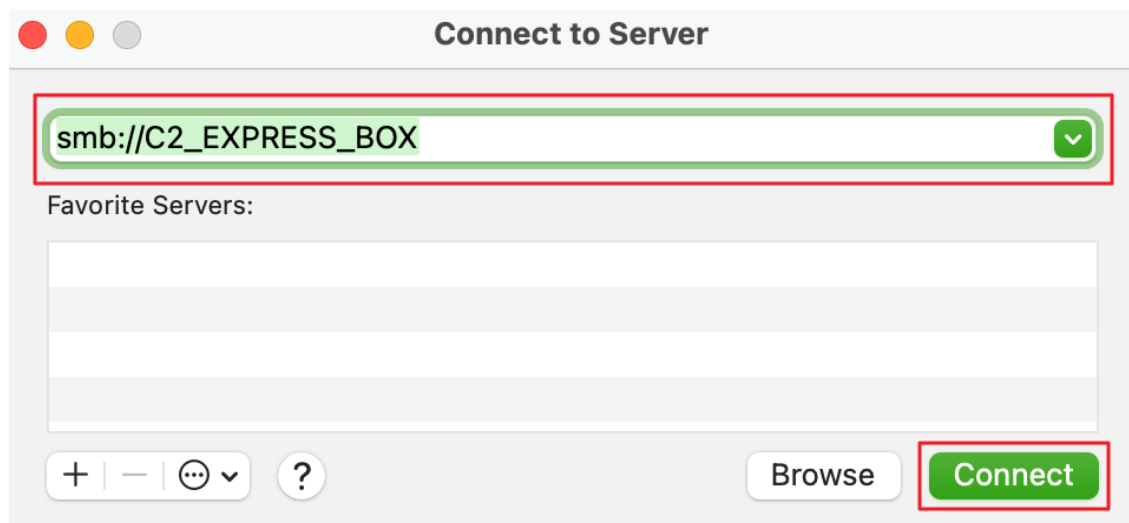 Connect to Server
smb://C2_EXPRESS_BOX
Favorite Servers:
?
Browse
Connect